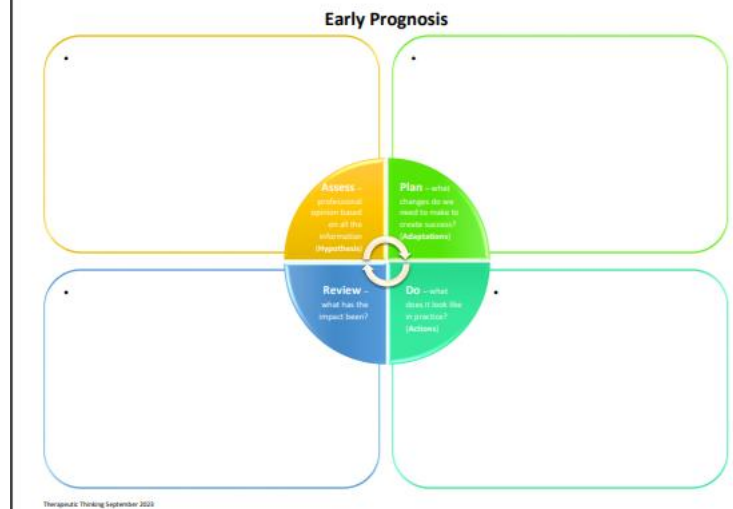 Early Prognosis
•
•
Assess –
professional
opinion based
on all the
information
(Hypothesis)
Plan – what
changes do we
need to make to
create success?
(Adaptations)
Review –
what has the
impact been?
Do – what
does it look like
in practice?
(Actions)
•
•
Therapeutic Thinking September 2023